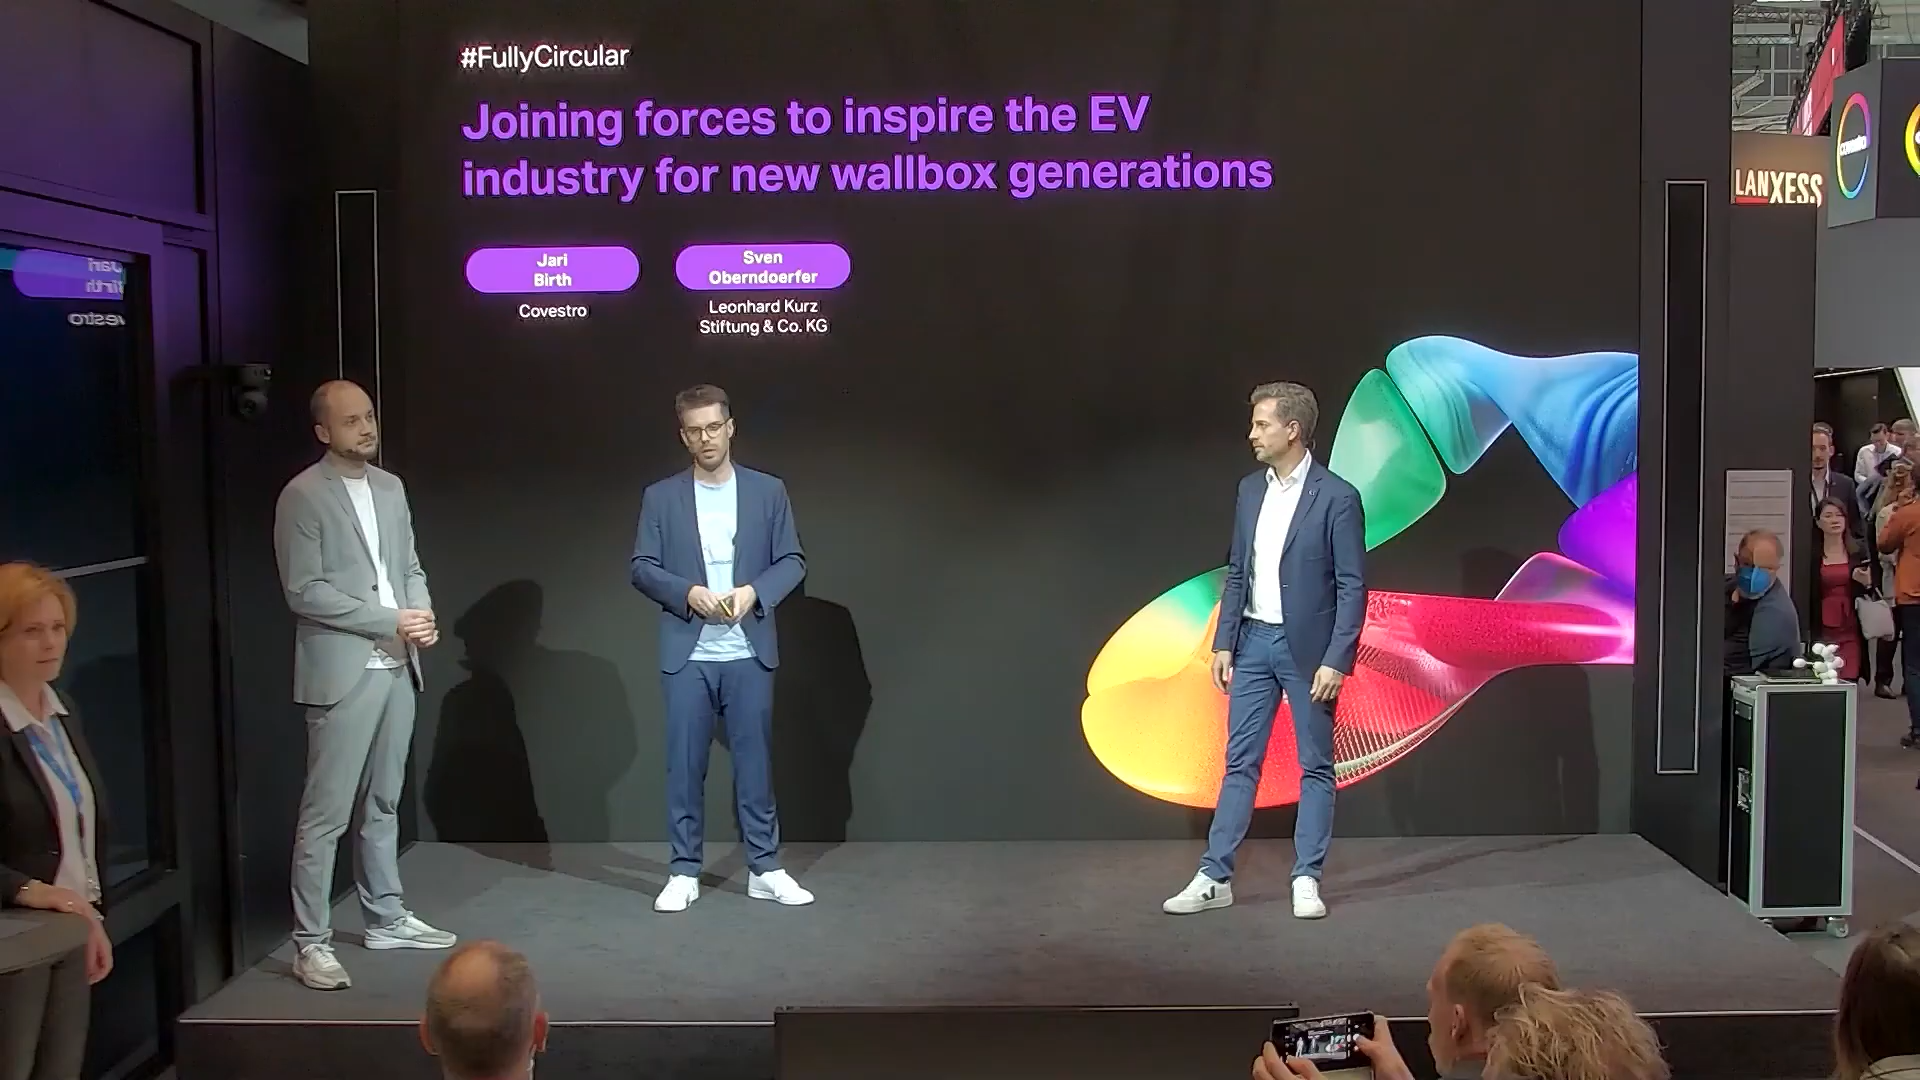 #FullyCircular
Joining forces to inspire the EV
industry for new wallbox generations
Jari
Birth
Covestro
Sven
Oberndoerfer
Leonhard Kurz
Stiftung & Co. KG
LANXESS
covestro